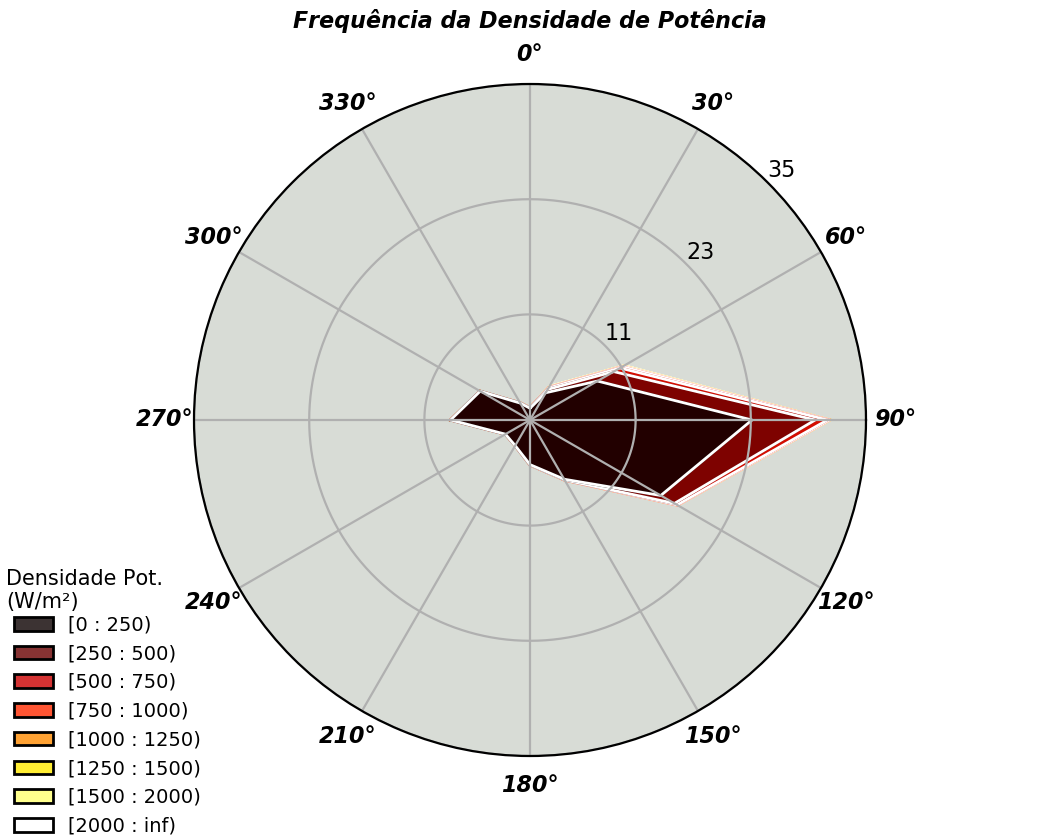 Frequência da Densidade de Potência
0°
330°
30°
35
300°
60°
23
11
270°
90°
240°
120°
210°
150°
180°
Densidade Pot.
(W/m²)
[0 : 250)
[250 : 500)
[500 : 750)
[750 : 1000)
[1000 : 1250)
[1250 : 1500)
[1500 : 2000)
[2000 : inf)